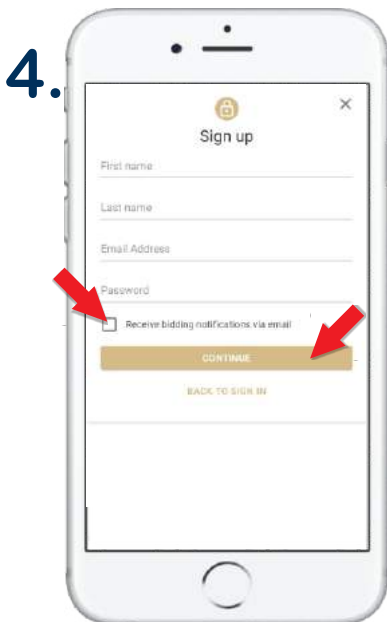 4.
Sign up
First name
Last name
Email Address
Password
Receive bidding notifications via email
CONTINUE
BACK TO SIGN IN